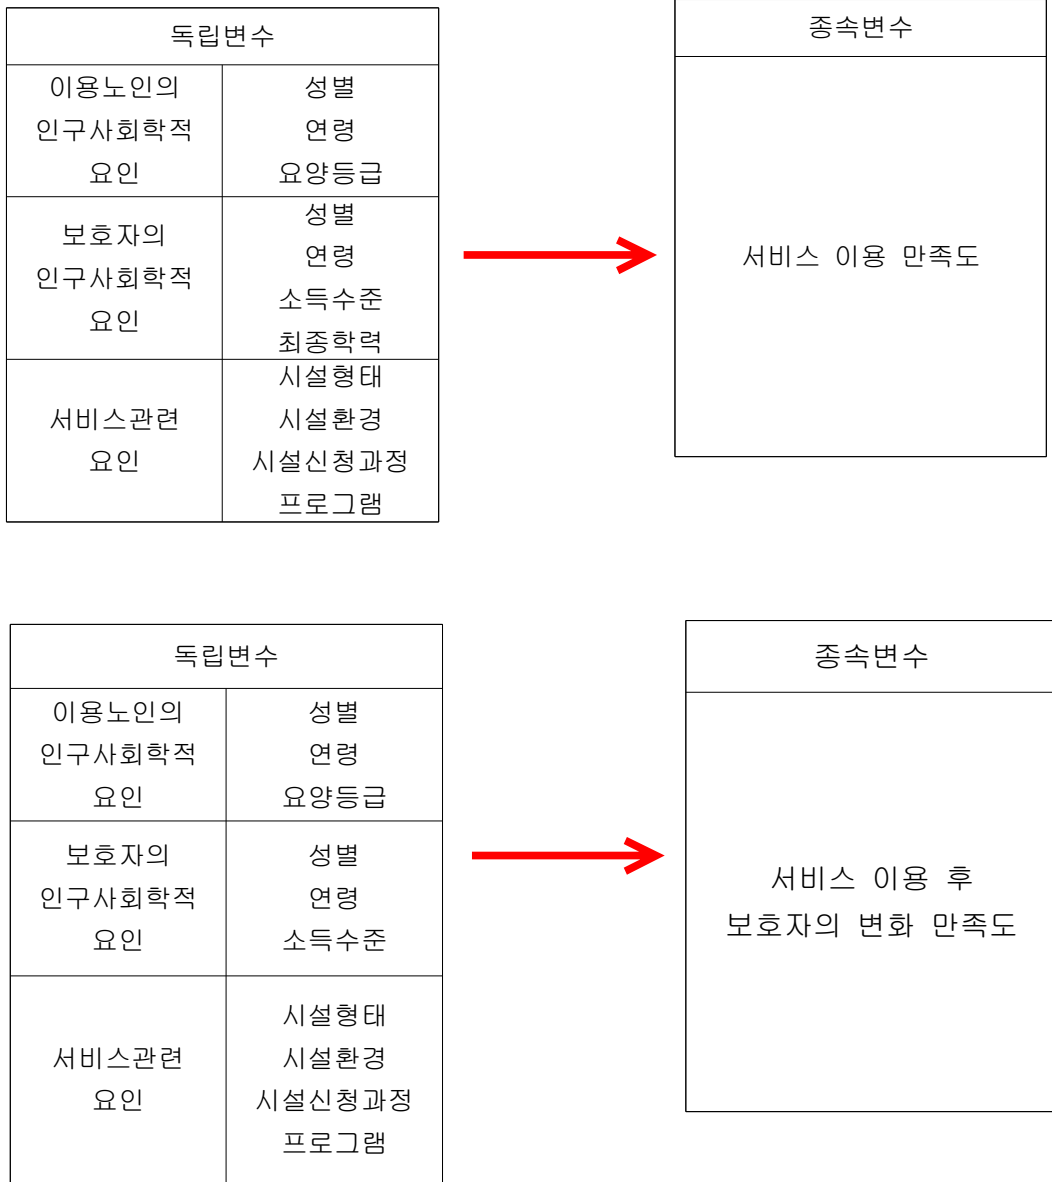 독립변수
이용노인의
인구사회학적
요인
성별
연령
요양등급
보호자의
인구사회학적
요인
성별
연령
소득수준
최종학력
서비스관련
요인
시설형태
시설환경
시설신청과정
프로그램
종속변수
서비스 이용 만족도
독립변수
이용노인의
인구사회학적
요인
성별
연령
요양등급
보호자의
인구사회학적
요인
성별
연령
소득수준
서비스관련
요인
시설형태
시설환경
시설신청과정
프로그램
종속변수
서비스 이용 후
보호자의 변화 만족도